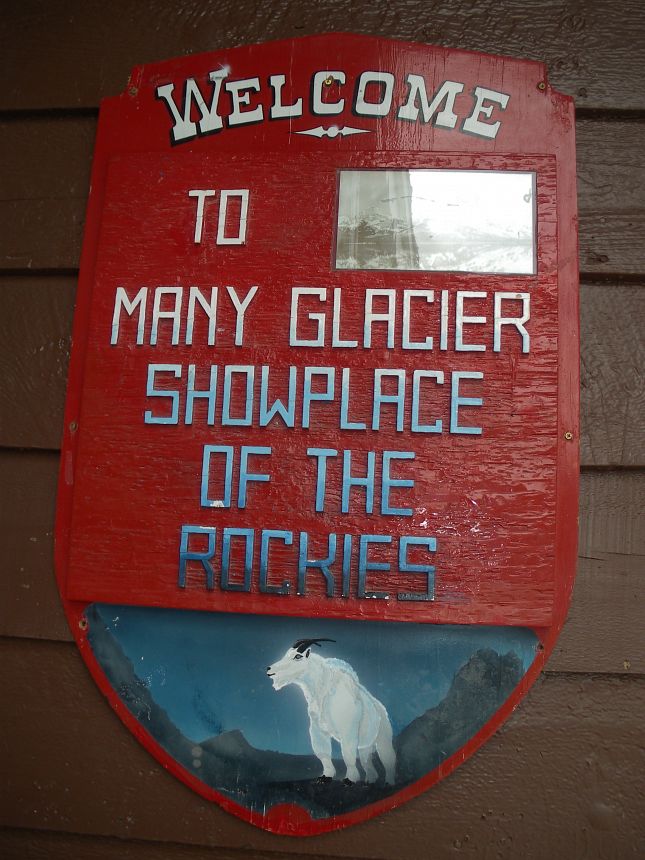 WELCOME
TO
MANY GLACIER
SHOWPLACE
OF THE
ROCKIES